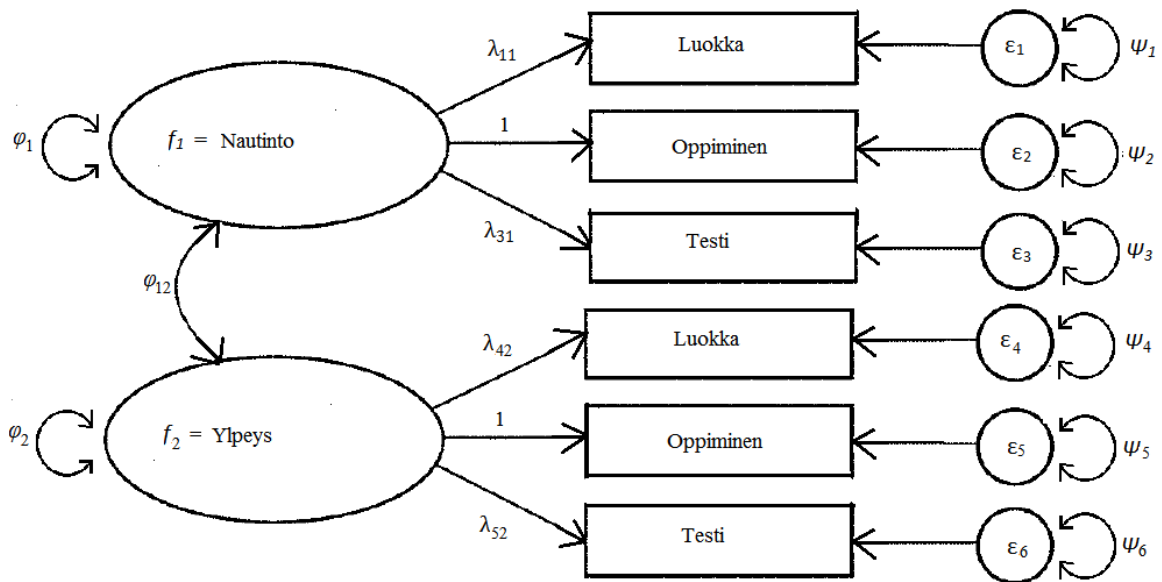 λ11
Luokka
ε1
ψ1
φ1
f1 = Nautinto
1
Oppiminen
ε2
ψ2
λ31
Testi
ε3
ψ3
φ12
λ42
Luokka
ε4
ψ4
φ2
f2 = Ylpeys
1
Oppiminen
ε5
ψ5
λ52
Testi
ε6
ψ6